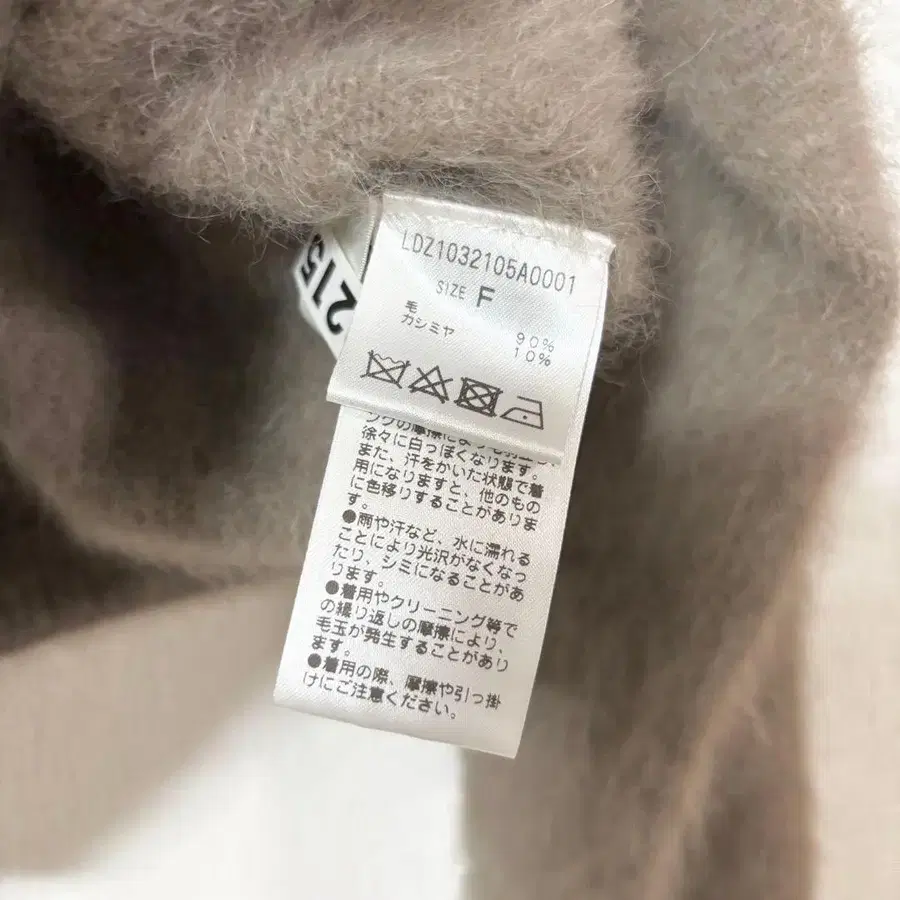 LDZ1032105A0001
SIZE F
毛 90%
カシミヤ 10%
215
徐々に白っぽくなります。
また、汗をかいた状態で着
用になりますと、他のもの
に色移りすることがありま
す。
●雨や汗など、水に濡れる
ことにより光沢がなくなっ
たり、シミになることがあ
ります。
●着用やクリーニング等で
の繰り返しの摩擦により、
毛玉が発生することがあり
ます。
●着用の際、摩擦や引っ掛
けにご注意ください。